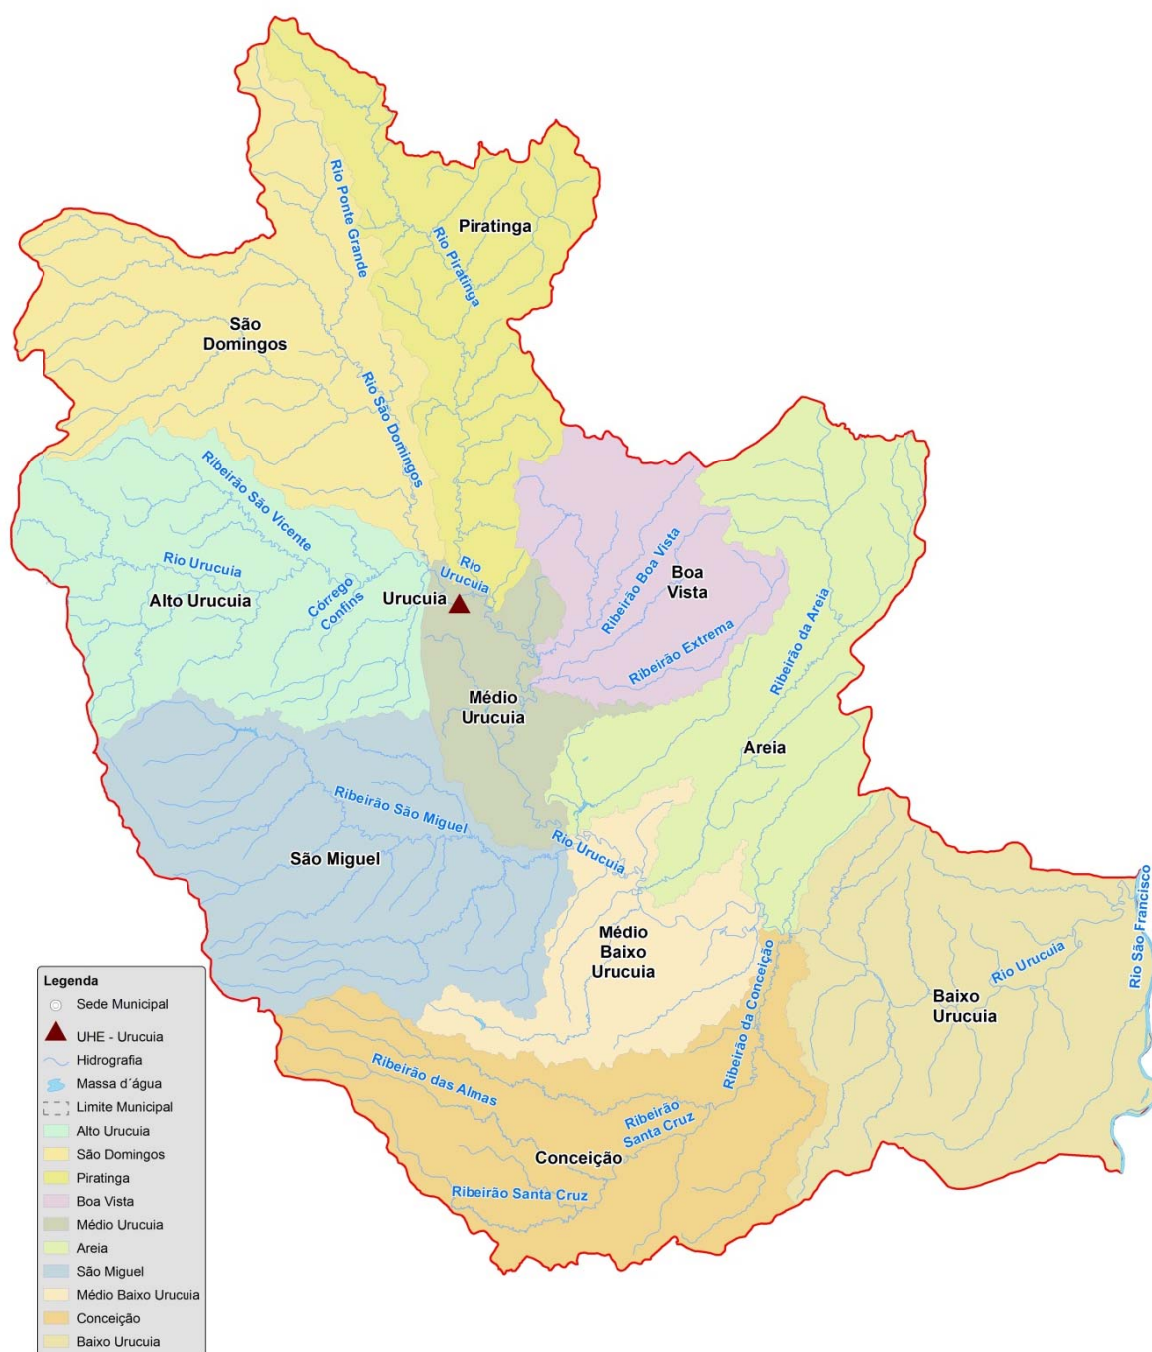 Rio Ponte Grande
Piratinga
Rio Piratinga
São
Domingos
Rio São Domingos
Ribeirão São Vicente
Rio Urucuia
Alto Urucuia
Córrego
Confins
Rio
Urucuia
Urucuia
Ribeirão Boa Vista
Boa
Vista
Ribeirão Extrema
Ribeirão da Areia
Médio
Urucuia
Areia
Ribeirão São Miguel
São Miguel
Rio Urucuia
Médio
Baixo
Urucuia
Ribeirão da Conceição
Rio São Francisco
Rio Urucuia
Baixo
Urucuia
Ribeirão das Almas
Ribeirão
Santa Cruz
Conceição
Ribeirão Santa Cruz
Legenda
Sede Municipal
UHE - Urucuia
Hidrografia
Massa d´água
Limite Municipal
Alto Urucuia
São Domingos
Piratinga
Boa Vista
Médio Urucuia
Areia
São Miguel
Médio Baixo Urucuia
Conceição
Baixo Urucuia